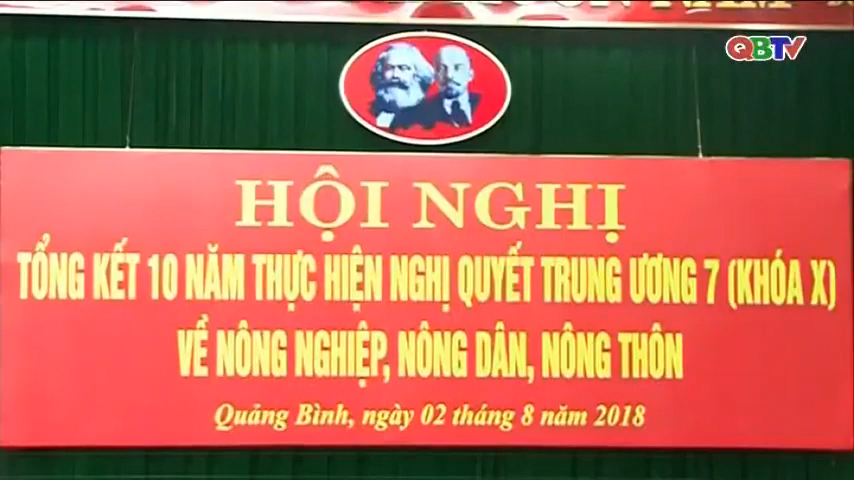 QBTV
HỘI NGHỊ
TỔNG KẾT 10 NĂM THỰC HIỆN NGHỊ QUYẾT TRUNG ƯƠNG 7 (KHÓA X)
VỀ NÔNG NGHIỆP, NÔNG DÂN, NÔNG THÔN
Quảng Bình, ngày 02 tháng 8 năm 2018